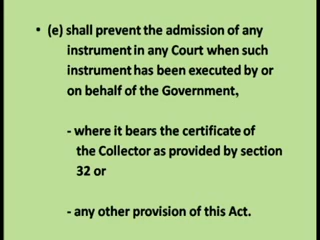 • (e) shall prevent the admission of any
instrument in any Court when such
instrument has been executed by or
on behalf of the Government,
- where it bears the certificate of
the Collector as provided by section
32 or
- any other provision of this Act.